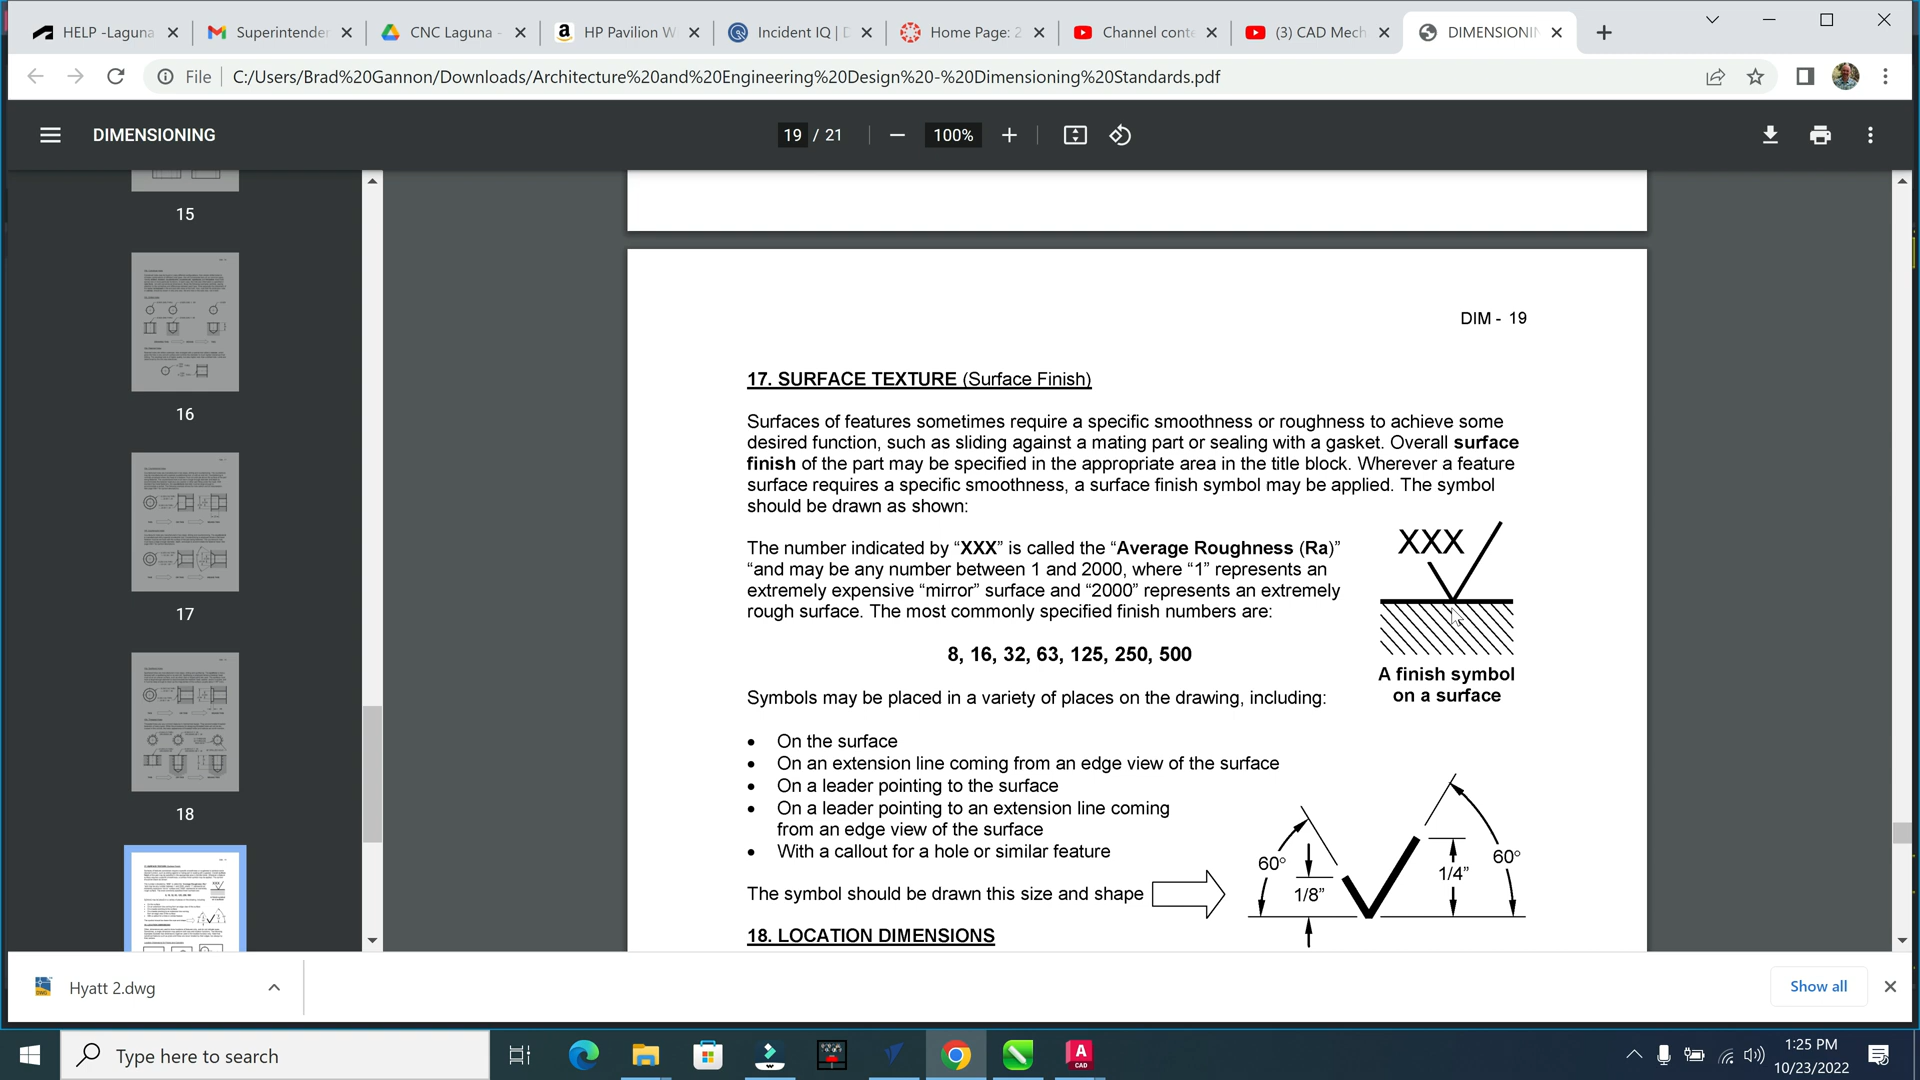 HELP -Laguna
Superintender
CNC Laguna -
HP Pavilion W
Incident IQ | D
Home Page: 2
Channel conte
(3) CAD Mech
DIMENSIONIN
File
C:/Users/Brad%20Gannon/Downloads/Architecture%20and%20Engineering%20Design%20-%20Dimensioning%20Standards.pdf
DIMENSIONING
19 / 21
100%
15
16
17
18
DIM - 19
17. SURFACE TEXTURE (Surface Finish)
Surfaces of features sometimes require a specific smoothness or roughness to achieve some
desired function, such as sliding against a mating part or sealing with a gasket. Overall surface
finish of the part may be specified in the appropriate area in the title block. Wherever a feature
surface requires a specific smoothness, a surface finish symbol may be applied. The symbol
should be drawn as shown:
XXX
The number indicated by “XXX” is called the “Average Roughness (Ra)”
“and may be any number between 1 and 2000, where “1” represents an
extremely expensive “mirror” surface and “2000” represents an extremely
rough surface. The most commonly specified finish numbers are:
8, 16, 32, 63, 125, 250, 500
A finish symbol
on a surface
Symbols may be placed in a variety of places on the drawing, including:
• On the surface
• On an extension line coming from an edge view of the surface
• On a leader pointing to the surface
• On a leader pointing to an extension line coming
from an edge view of the surface
• With a callout for a hole or similar feature
60°
1/8”
1/4”
60°
The symbol should be drawn this size and shape
18. LOCATION DIMENSIONS
Hyatt 2.dwg
Show all
Type here to search
1:25 PM
10/23/2022